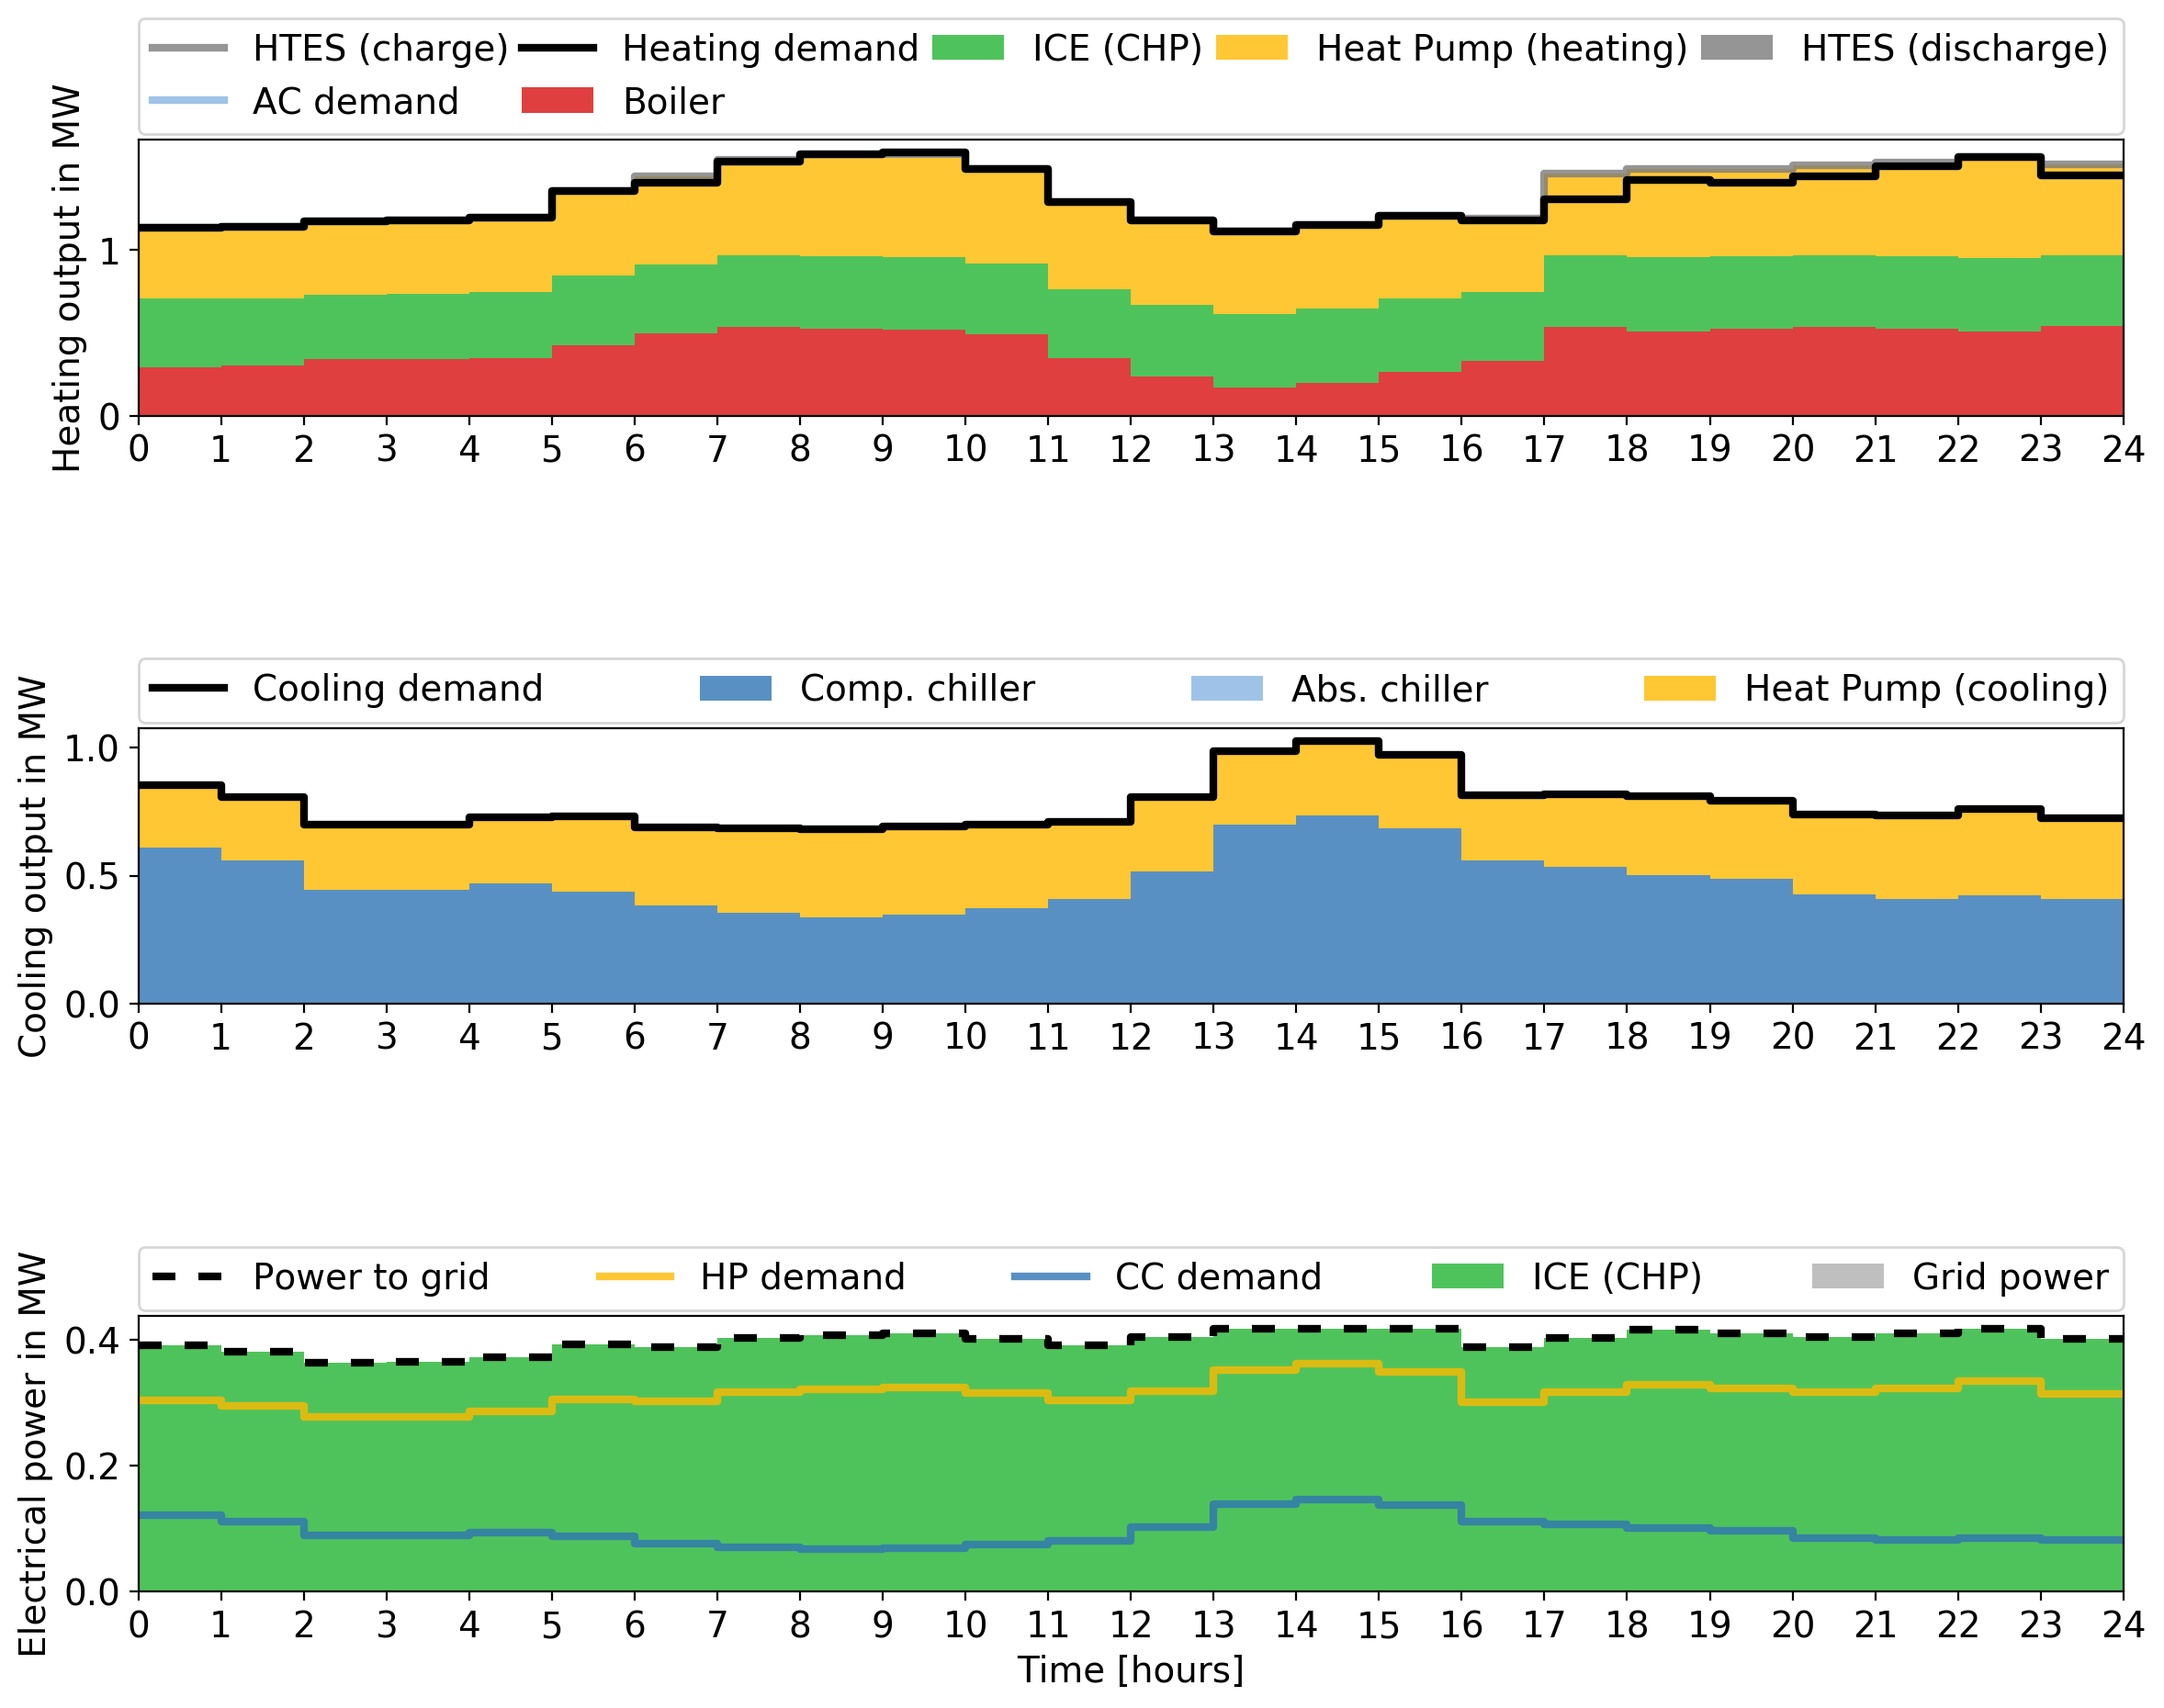 HTES (charge) Heating demand ICE (CHP) Heat Pump (heating) HTES (discharge)
AC demand Boiler
Heating output in MW
1
0
0 1 2 3 4 5 6 7 8 9 10 11 12 13 14 15 16 17 18 19 20 21 22 23 24
Cooling demand Comp. chiller Abs. chiller Heat Pump (cooling)
Cooling output in MW
1.0
0.5
0.0
0 1 2 3 4 5 6 7 8 9 10 11 12 13 14 15 16 17 18 19 20 21 22 23 24
Power to grid HP demand CC demand ICE (CHP) Grid power
Electrical power in MW
0.4
0.2
0.0
0 1 2 3 4 5 6 7 8 9 10 11 12 13 14 15 16 17 18 19 20 21 22 23 24
Time [hours]